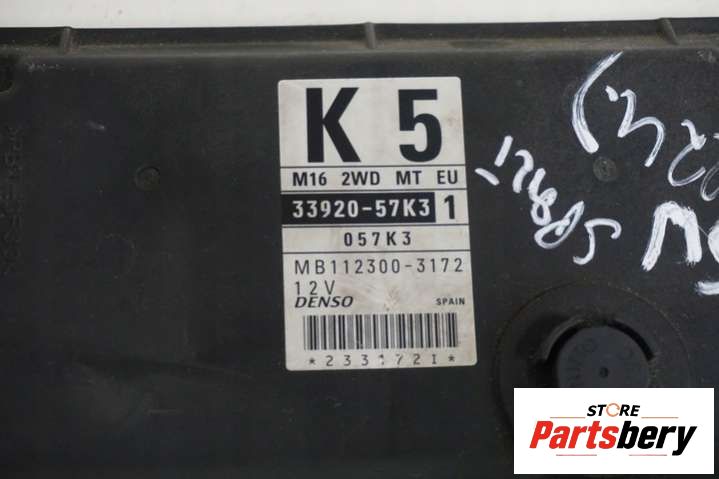 K 5
M16 2WD MT EU
33920-57K3 1
057K3
MB112300-3172
12V
DENSO SPAIN
*2331721*
STORE
Partsbery